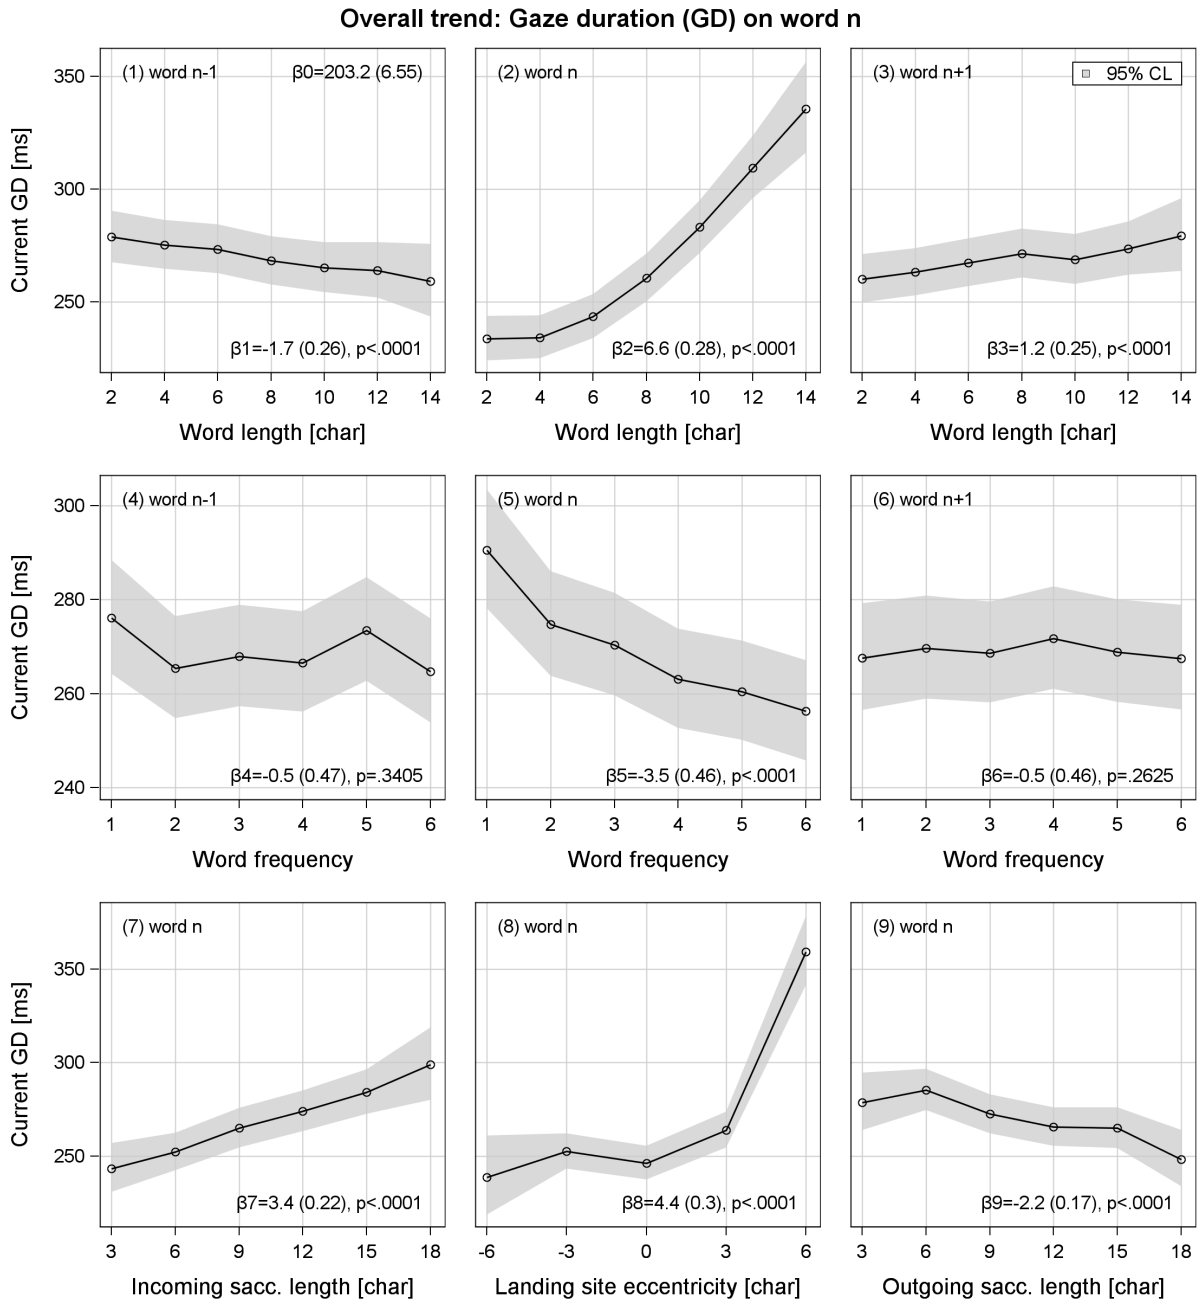 Overall trend: Gaze duration (GD) on word n
(1) word n-1 β0=203.2 (6.55)
(2) word n
(3) word n+1
95% CL
Current GD [ms]
350
300
250
β1=-1.7 (0.26), p<.0001
β2=6.6 (0.28), p<.0001
β3=1.2 (0.25), p<.0001
2 4 6 8 10 12 14
2 4 6 8 10 12 14
2 4 6 8 10 12 14
Word length [char]
Word length [char]
Word length [char]
(4) word n-1
(5) word n
(6) word n+1
Current GD [ms]
300
280
260
240
β4=-0.5 (0.47), p=.3405
β5=-3.5 (0.46), p<.0001
β6=-0.5 (0.46), p=.2625
1 2 3 4 5 6
1 2 3 4 5 6
1 2 3 4 5 6
Word frequency
Word frequency
Word frequency
(7) word n
(8) word n
(9) word n
Current GD [ms]
350
300
250
β7=3.4 (0.22), p<.0001
β8=4.4 (0.3), p<.0001
β9=-2.2 (0.17), p<.0001
3 6 9 12 15 18
-6 -3 0 3 6
3 6 9 12 15 18
Incoming sacc. length [char]
Landing site eccentricity [char]
Outgoing sacc. length [char]